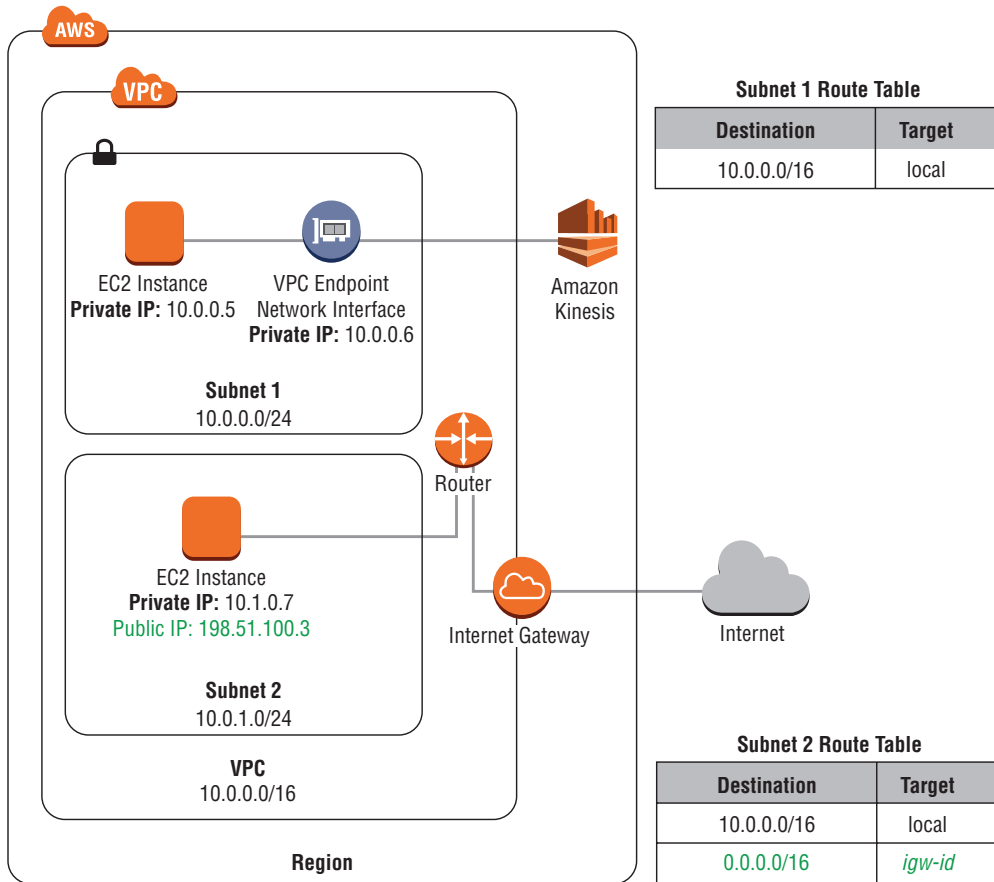 AWS
VPC
EC2 Instance
Private IP: 10.0.0.5
VPC Endpoint
Network Interface
Private IP: 10.0.0.6
Subnet 1
10.0.0.0/24
Amazon
Kinesis
Router
EC2 Instance
Private IP: 10.1.0.7
Public IP: 198.51.100.3
Internet Gateway
Internet
Subnet 2
10.0.1.0/24
VPC
10.0.0.0/16
Region
Subnet 1 Route Table
Destination Target
10.0.0.0/16 local
Subnet 2 Route Table
Destination Target
10.0.0.0/16 local
0.0.0.0/16 igw-id